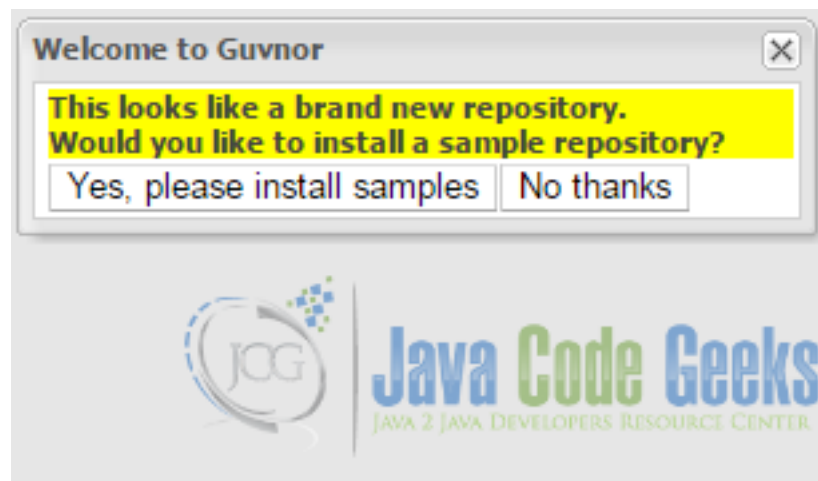 Welcome to Guvnor
This looks like a brand new repository.
Would you like to install a sample repository?
Yes, please install samples No thanks
JCG
Java Code Geeks
JAVA 2 JAVA DEVELOPERS RESOURCE CENTER